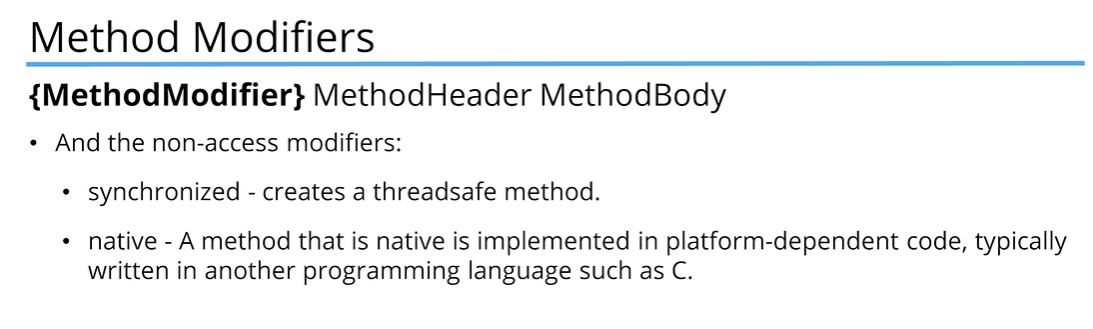 Method Modifiers
{MethodModifier} MethodHeader MethodBody
• And the non-access modifiers:
• synchronized - creates a threadsafe method.
• native - A method that is native is implemented in platform-dependent code, typically
written in another programming language such as C.